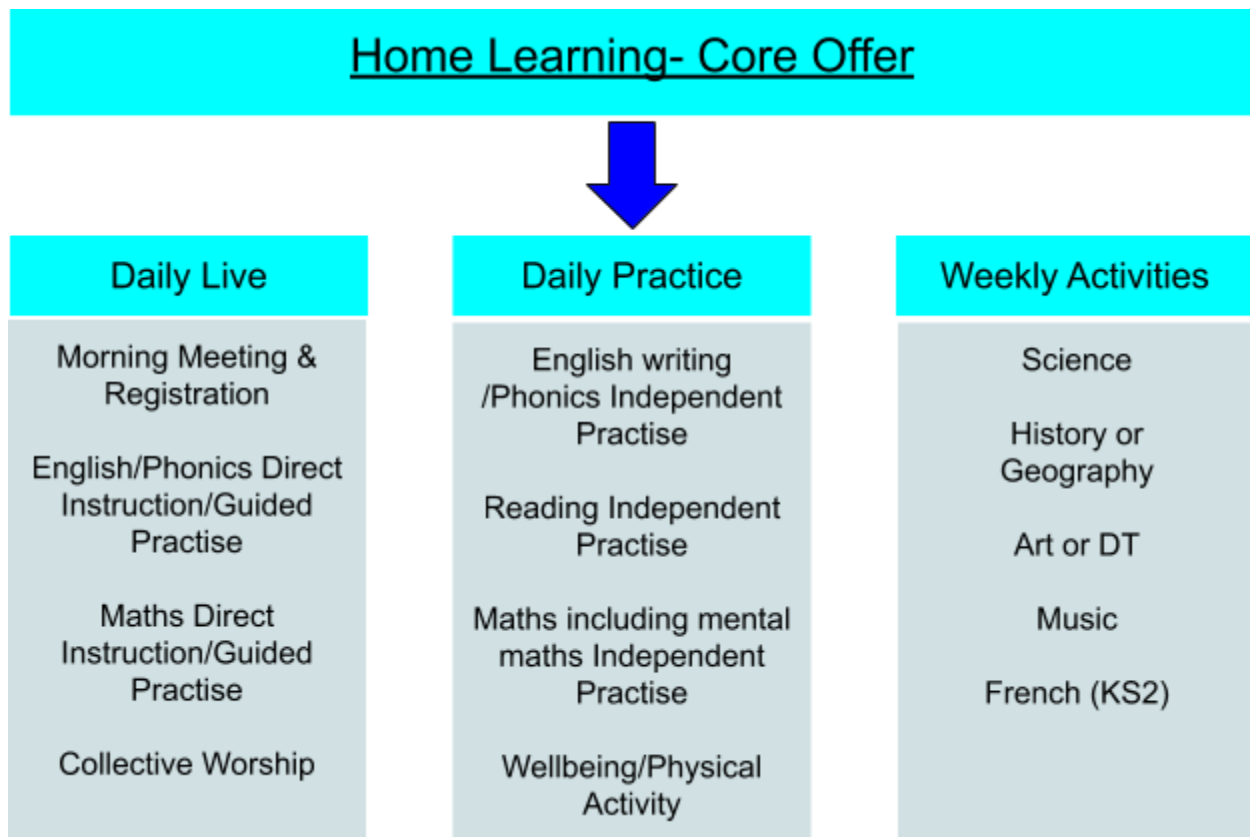 Home Learning- Core Offer
Daily Live
Morning Meeting &
Registration
English/Phonics Direct
Instruction/Guided
Practise
Maths Direct
Instruction/Guided
Practise
Collective Worship
Daily Practice
English writing
/Phonics Independent
Practise
Reading Independent
Practise
Maths including mental
maths Independent
Practise
Wellbeing/Physical
Activity
Weekly Activities
Science
History or
Geography
Art or DT
Music
French (KS2)